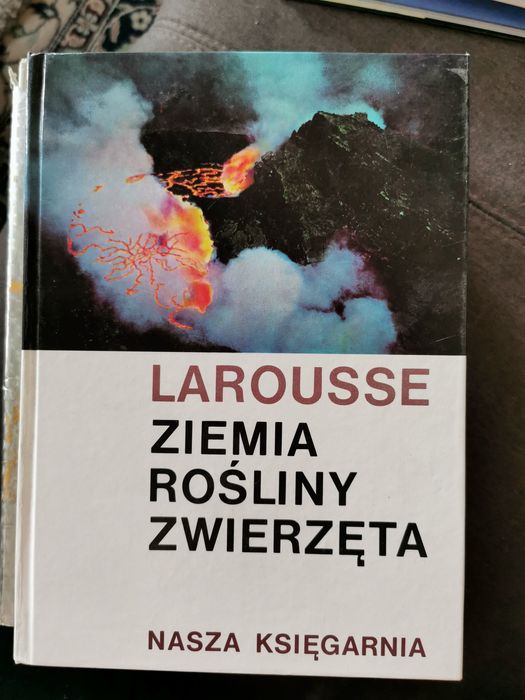 LAROUSSE
ZIEMIA
ROŚLINY
ZWIERZĘTA
NASZA KSIĘGARNIA